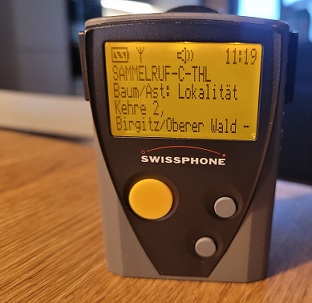 11:19
SAMMELRUF-C-THL
Baum/Ast: Lokalität
Kehre 2,
Birgitz/Oberer Wald -
SWISSPHONE